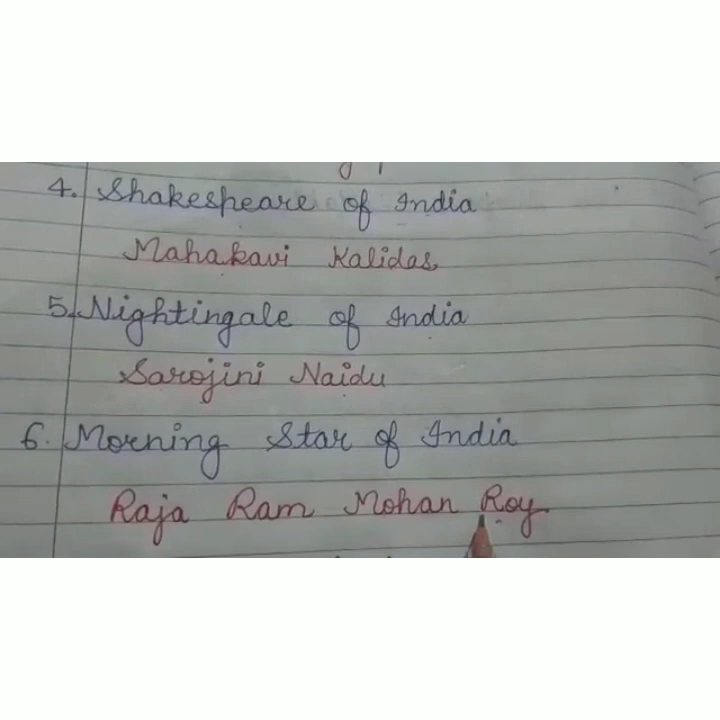 4. Shakespeare of India
Mahakavi Kalidas
5. Nightingale of India
Sarojini Naidu
6. Morning Star of India
Raja Ram Mohan Roy